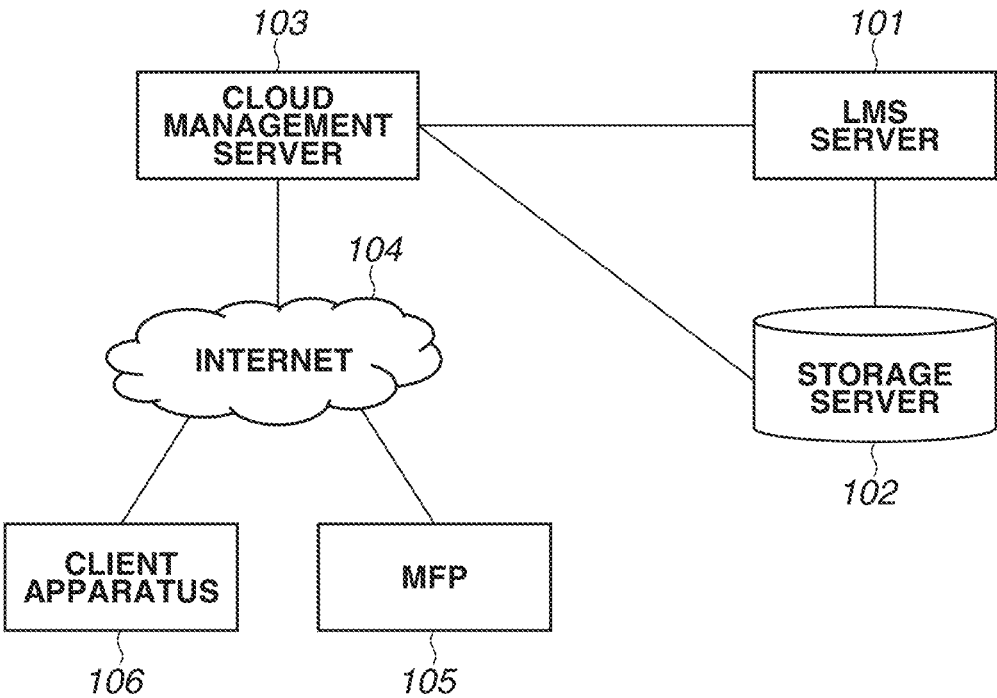 103
101
CLOUD
MANAGEMENT
SERVER
LMS
SERVER
104
INTERNET
STORAGE
SERVER
102
CLIENT
APPARATUS
MFP
106
105